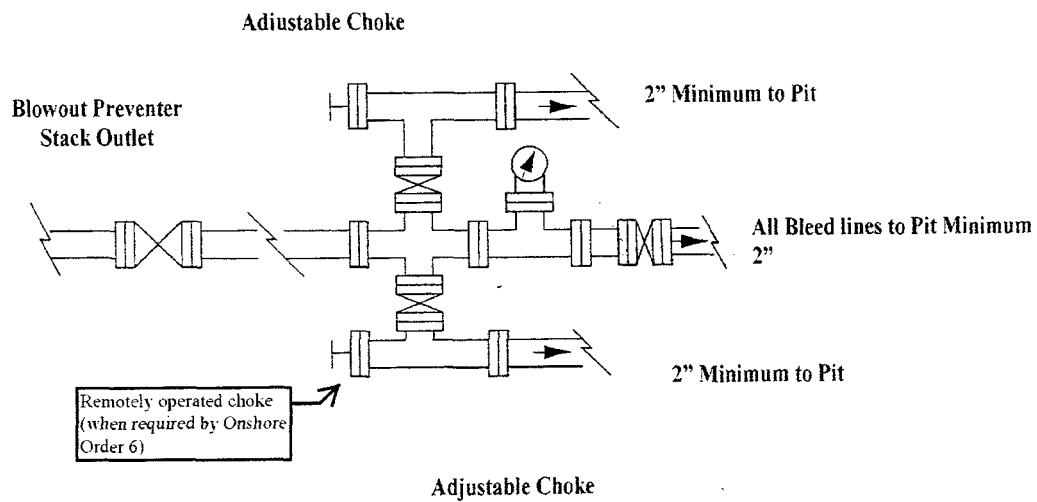 Adiustable Choke
2" Minimum to Pit
Blowout Preventer
Stack Outlet
All Bleed lines to Pit Minimum
2"
2" Minimum to Pit
Remotely operated choke
(when required by Onshore
Order 6)
Adjustable Choke